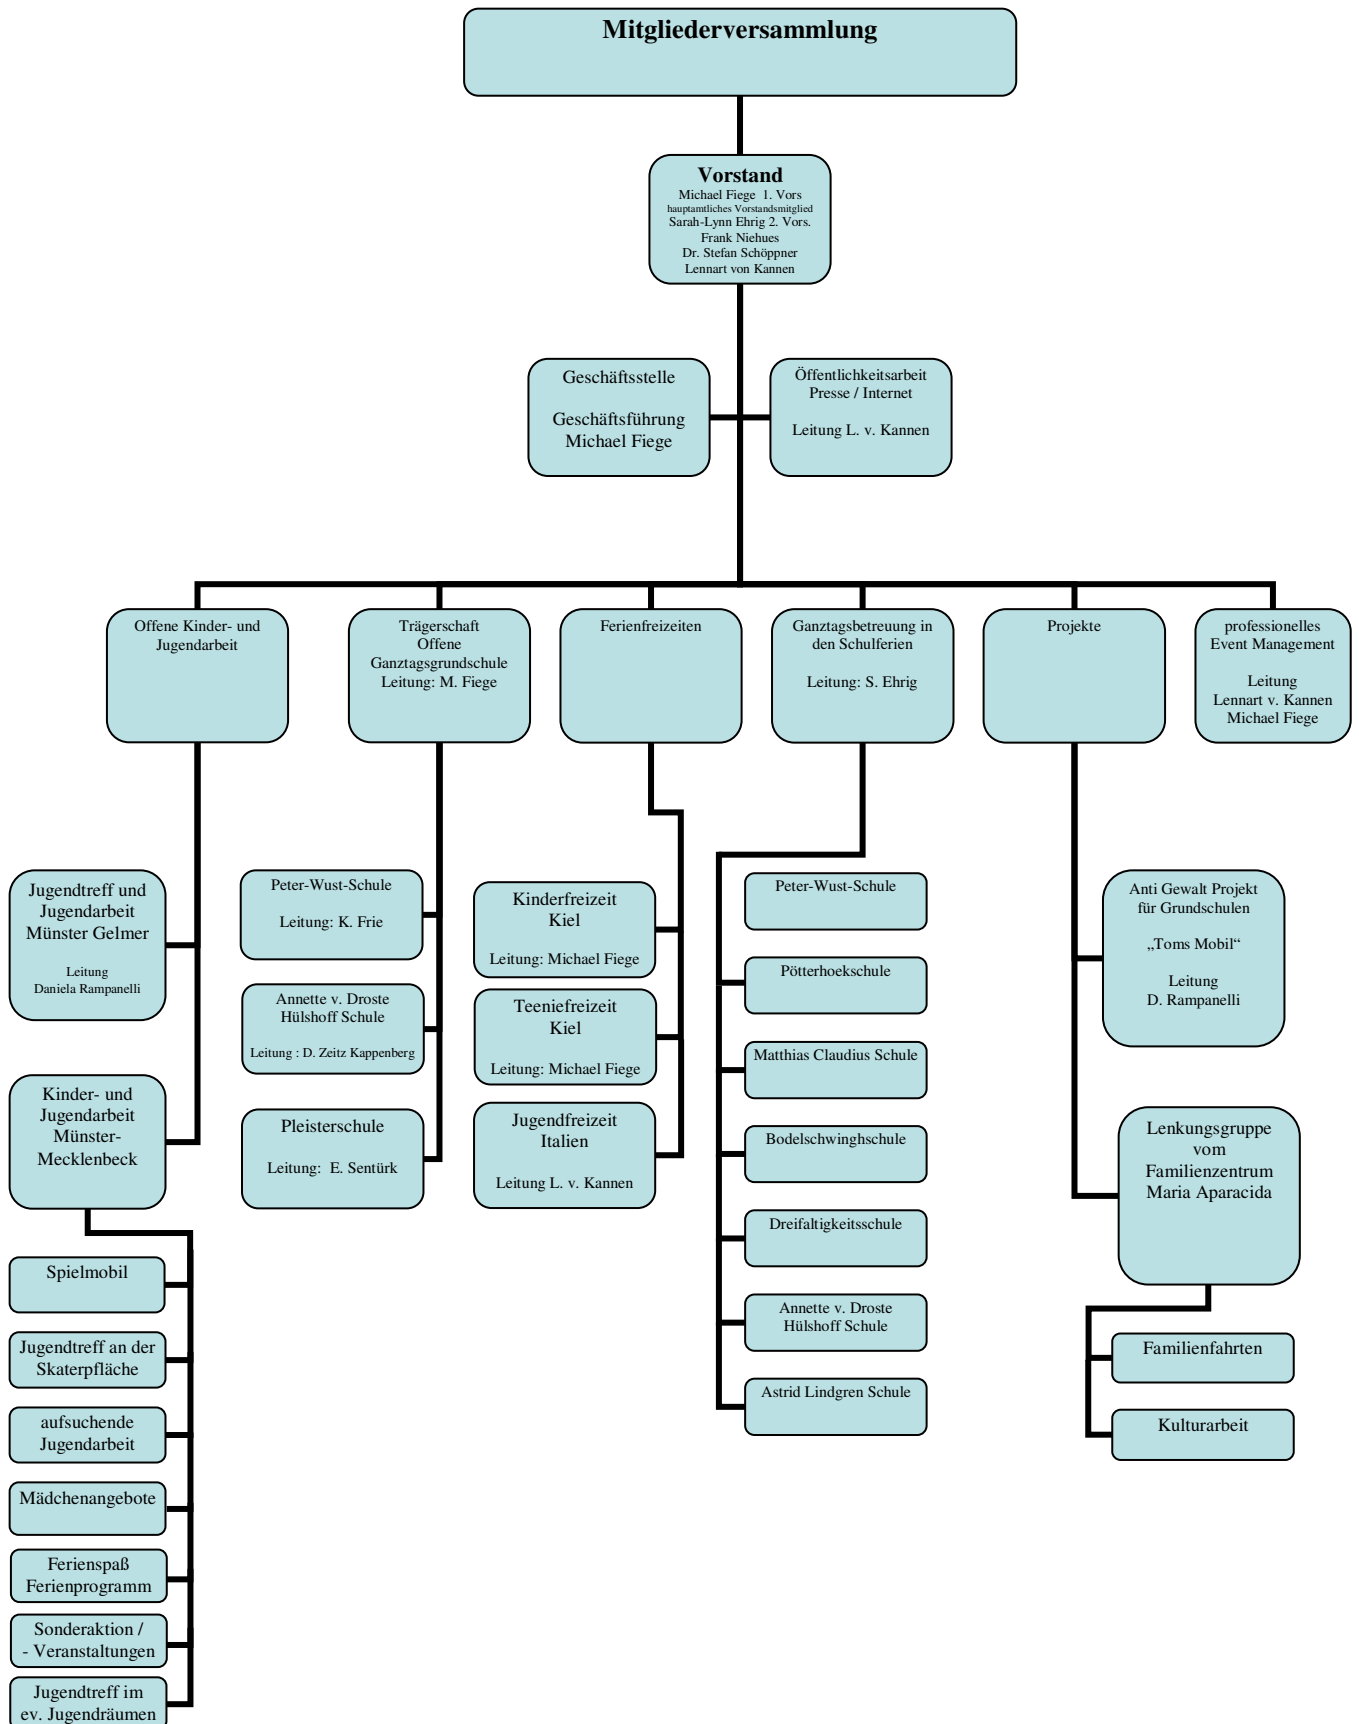 Mitgliederversammlung
Vorstand
Michael Fiege  1. Vors
hauptamtliches Vorstandsmitglied
Sarah-Lynn Ehrig 2. Vors.
Frank Niehues
Dr. Stefan Schöppner
Lennart von Kannen
Geschäftsstelle
Geschäftsführung
Michael Fiege
Öffentlichkeitsarbeit
Presse / Internet
Leitung L. v. Kannen
Offene Kinder- und
Jugendarbeit
Trägerschaft
Offene
Ganztagsgrundschule
Leitung: M. Fiege
Ferienfreizeiten
Ganztagsbetreuung in
den Schulferien
Leitung: S. Ehrig
Projekte
professionelles
Event Management
Leitung
Lennart v. Kannen
Michael Fiege
Jugendtreff und
Jugendarbeit
Münster Gelmer
Leitung
Daniela Rampanelli
Kinder- und
Jugendarbeit
Münster-
Mecklenbeck
Spielmobil
Jugendtreff an der
Skaterpfläche
aufsuchende
Jugendarbeit
Mädchenangebote
Ferienspaß
Ferienprogramm
Sonderaktion /
- Veranstaltungen
Jugendtreff im
ev. Jugendräumen
Peter-Wust-Schule
Leitung: K. Frie
Annette v. Droste
Hülshoff Schule
Leitung : D. Zeitz Kappenberg
Pleisterschule
Leitung:  E. Sentürk
Kinderfreizeit
Kiel
Leitung: Michael Fiege
Teeniefreizeit
Kiel
Leitung: Michael Fiege
Jugendfreizeit
Italien
Leitung L. v. Kannen
Peter-Wust-Schule
Pötterhoekschule
Matthias Claudius Schule
Bodelschwinghschule
Dreifaltigkeitsschule
Annette v. Droste
Hülshoff Schule
Astrid Lindgren Schule
Anti Gewalt Projekt
für Grundschulen
„Toms Mobil“
Leitung
D. Rampanelli
Lenkungsgruppe
vom
Familienzentrum
Maria Aparacida
Familienfahrten
Kulturarbeit